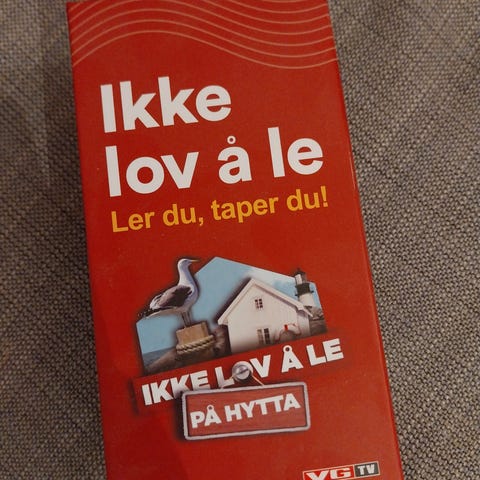 Ikke
lov å le
Ler du, taper du!
IKKE LOV Å LE
PÅ HYTTA
VG TV